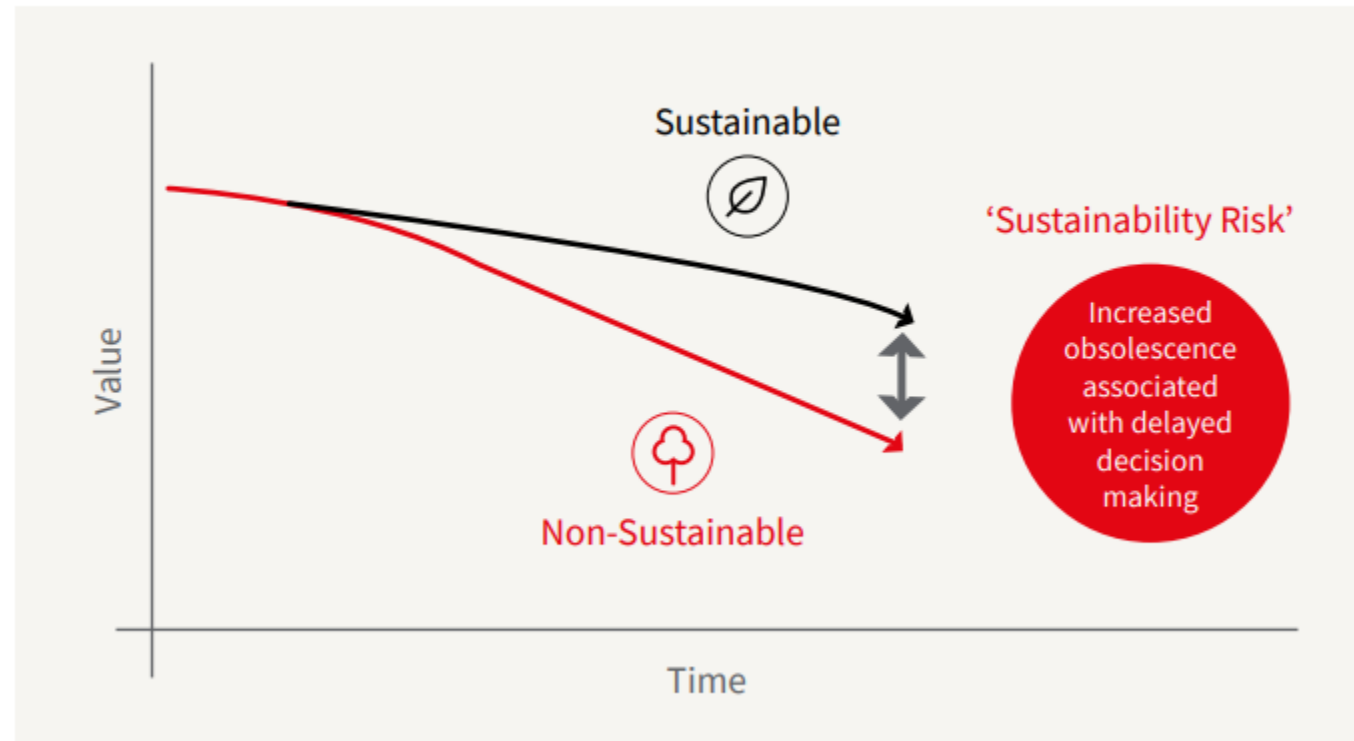 Sustainable
‘Sustainability Risk’
Increased
obsolescence
associated
with delayed
decision
making
Value
Non-Sustainable
Time